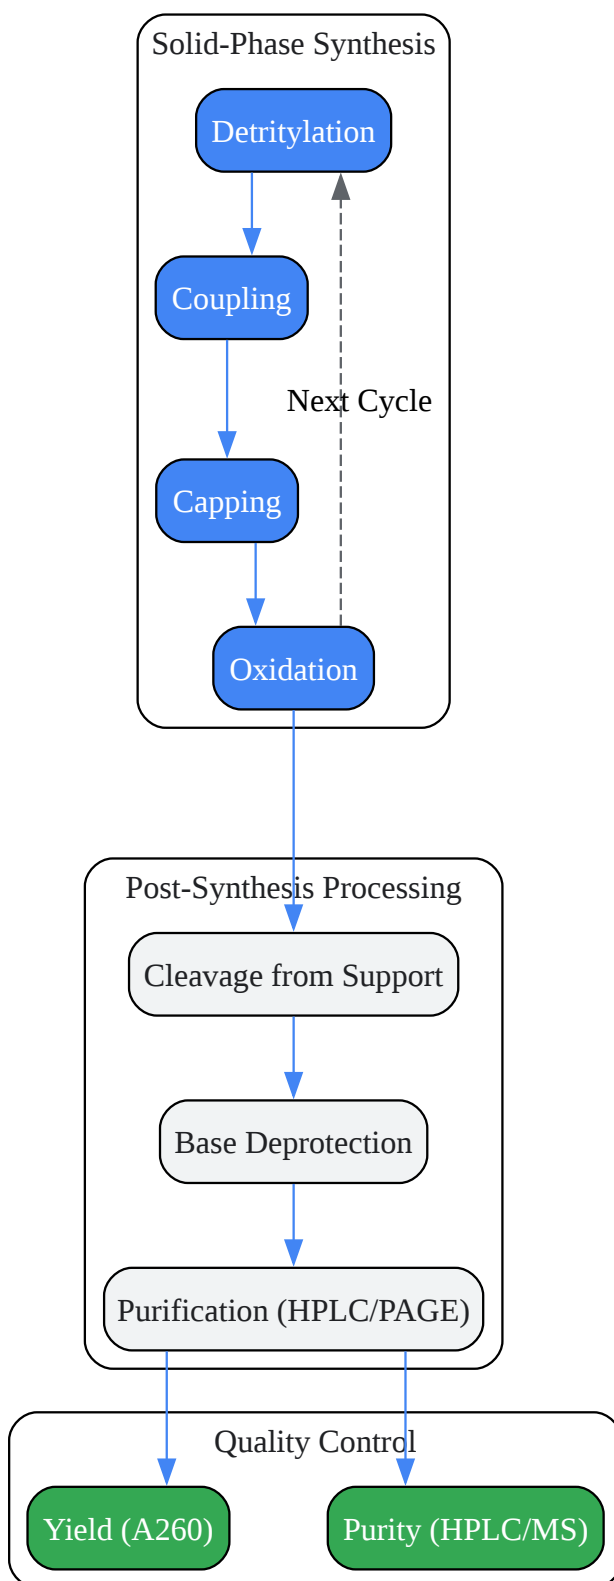 Solid-Phase Synthesis
Detritylation
Coupling
Next Cycle
Capping
Oxidation
Post-Synthesis Processing
Cleavage from Support
Base Deprotection
Purification (HPLC/PAGE)
Quality Control
Yield (A260)
Purity (HPLC/MS)